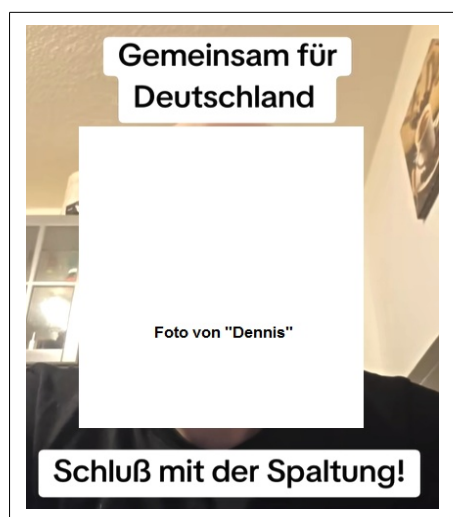 Gemeinsam für
Deutschland
Foto von "Dennis"
Schluß mit der Spaltung!